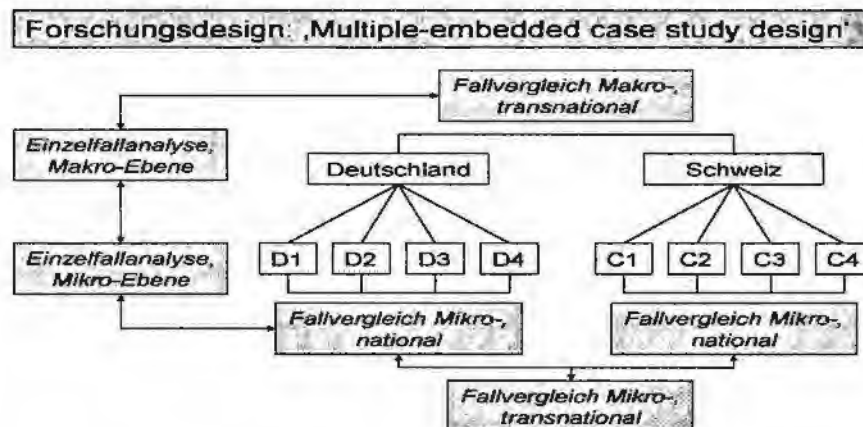 Forschungsdesign: ‚Multiple-embedded case study design‘
Fallvergleich Makro-,
transnational
Einzelfallanalyse,
Makro-Ebene
Deutschland
Schweiz
Einzelfallanalyse,
Mikro-Ebene
D1 D2 D3 D4 C1 C2 C3 C4
Fallvergleich Mikro-,
national
Fallvergleich Mikro-,
national
Fallvergleich Mikro-,
transnational